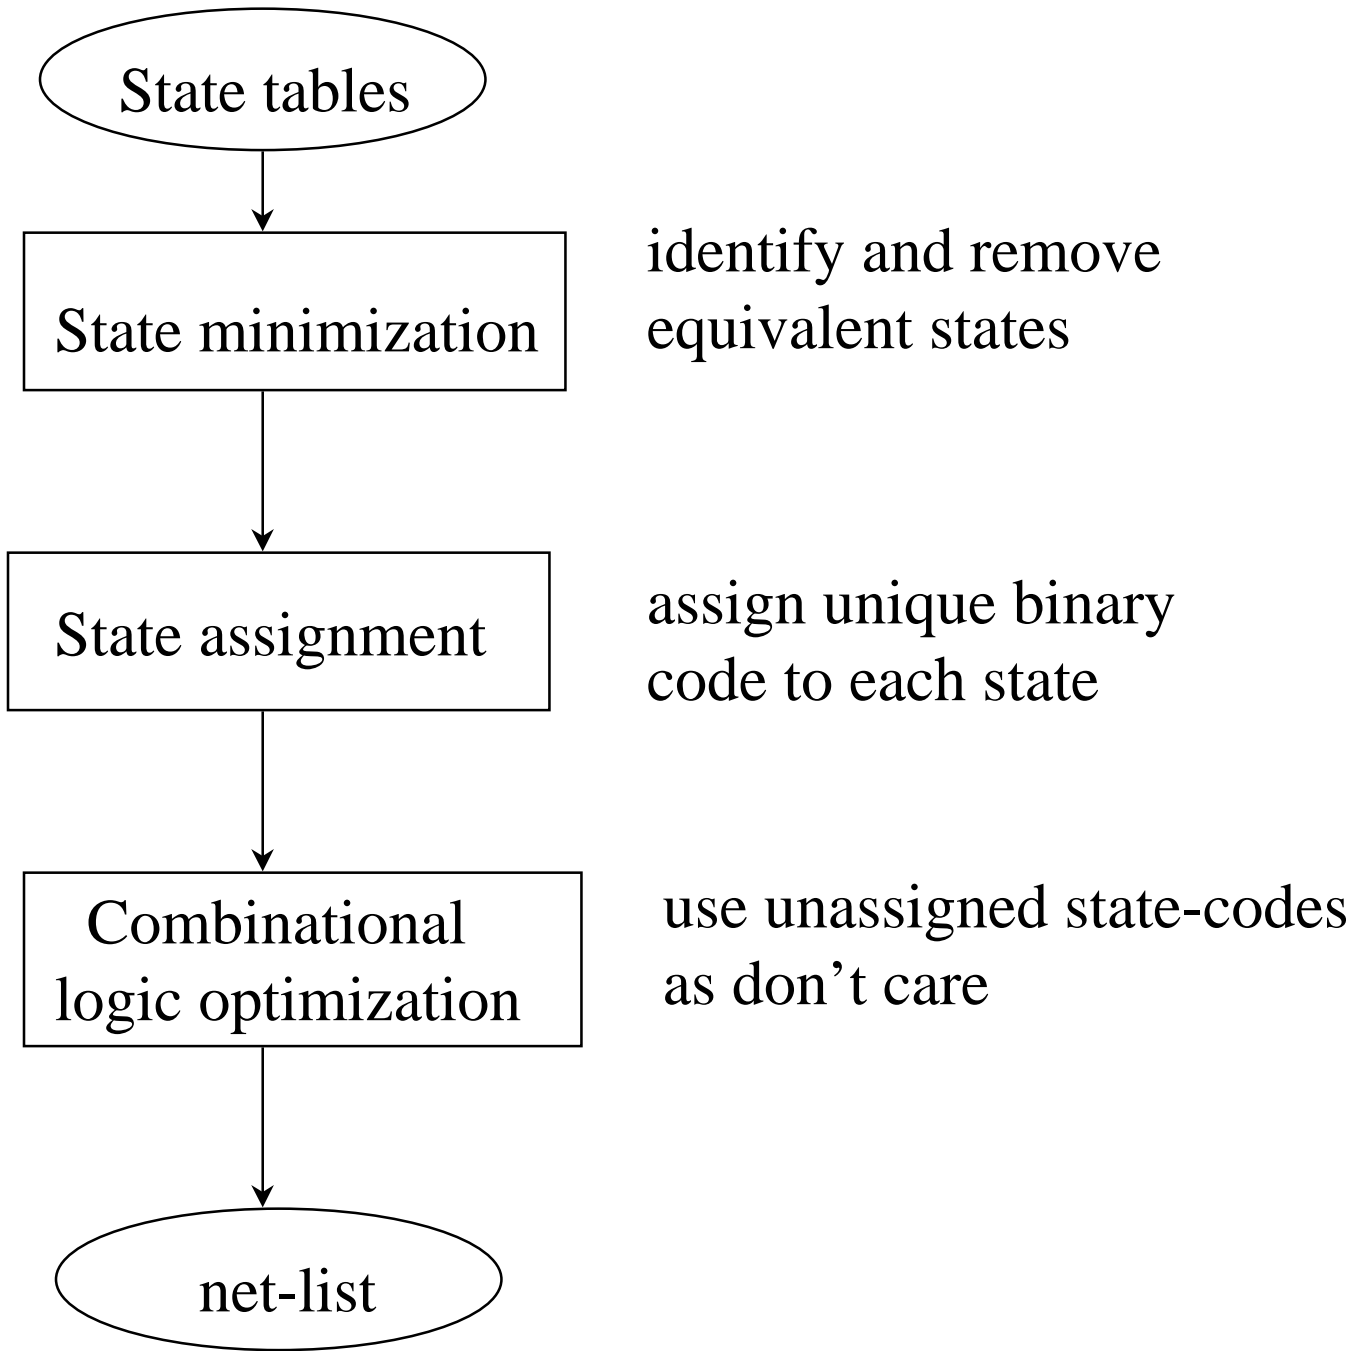 State tables
State minimization
identify and remove
equivalent states
State assignment
assign unique binary
code to each state
Combinational
logic optimization
use unassigned state-codes
as don’t care
net-list